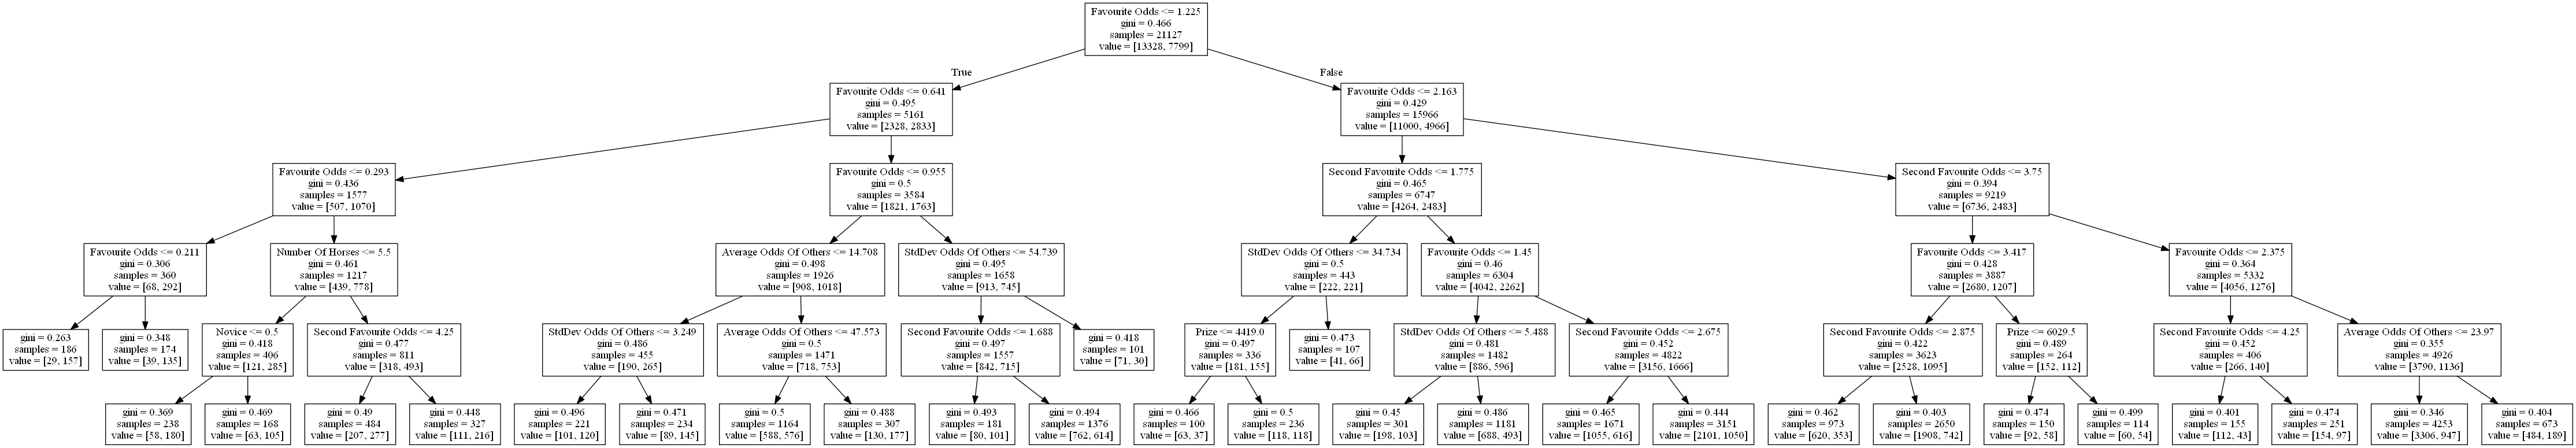 Favourite Odds <= 1.225
gini = 0.466
samples = 21127
value = [13328, 7799]
True
False
Favourite Odds <= 0.641
gini = 0.495
samples = 5161
value = [2328, 2833]
Favourite Odds <= 2.163
gini = 0.429
samples = 15966
value = [11000, 4966]
Favourite Odds <= 0.293
gini = 0.436
samples = 1577
value = [507, 1070]
Favourite Odds <= 0.955
gini = 0.5
samples = 3584
value = [1821, 1763]
Second Favourite Odds <= 1.775
gini = 0.465
samples = 6747
value = [4264, 2483]
Second Favourite Odds <= 3.75
gini = 0.394
samples = 9219
value = [6736, 2483]
Favourite Odds <= 0.211
gini = 0.306
samples = 360
value = [68, 292]
Number Of Horses <= 5.5
gini = 0.461
samples = 1217
value = [439, 778]
Average Odds Of Others <= 14.708
gini = 0.498
samples = 1926
value = [908, 1018]
StdDev Odds Of Others <= 54.739
gini = 0.495
samples = 1658
value = [913, 745]
StdDev Odds Of Others <= 34.734
gini = 0.5
samples = 443
value = [222, 221]
Favourite Odds <= 1.45
gini = 0.46
samples = 6304
value = [4042, 2262]
Favourite Odds <= 3.417
gini = 0.428
samples = 3887
value = [2680, 1207]
Favourite Odds <= 2.375
gini = 0.364
samples = 5332
value = [4056, 1276]
gini = 0.263
samples = 186
value = [29, 157]
gini = 0.348
samples = 174
value = [39, 135]
Novice <= 0.5
gini = 0.418
samples = 406
value = [121, 285]
Second Favourite Odds <= 4.25
gini = 0.477
samples = 811
value = [318, 493]
StdDev Odds Of Others <= 3.249
gini = 0.486
samples = 455
value = [190, 265]
Average Odds Of Others <= 47.573
gini = 0.5
samples = 1471
value = [718, 753]
Second Favourite Odds <= 1.688
gini = 0.497
samples = 1557
value = [842, 715]
gini = 0.418
samples = 101
value = [71, 30]
Prize <= 4419.0
gini = 0.497
samples = 336
value = [181, 155]
gini = 0.473
samples = 107
value = [41, 66]
StdDev Odds Of Others <= 5.488
gini = 0.481
samples = 1482
value = [886, 596]
Second Favourite Odds <= 2.675
gini = 0.452
samples = 4822
value = [3156, 1666]
Second Favourite Odds <= 2.875
gini = 0.422
samples = 3623
value = [2528, 1095]
Prize <= 6029.5
gini = 0.489
samples = 264
value = [152, 112]
Second Favourite Odds <= 4.25
gini = 0.452
samples = 406
value = [266, 140]
Average Odds Of Others <= 23.97
gini = 0.355
samples = 4926
value = [3790, 1136]
gini = 0.369
samples = 238
value = [58, 180]
gini = 0.469
samples = 168
value = [63, 105]
gini = 0.49
samples = 484
value = [207, 277]
gini = 0.448
samples = 327
value = [111, 216]
gini = 0.496
samples = 221
value = [101, 120]
gini = 0.471
samples = 234
value = [89, 145]
gini = 0.5
samples = 1164
value = [588, 576]
gini = 0.488
samples = 307
value = [130, 177]
gini = 0.493
samples = 181
value = [80, 101]
gini = 0.494
samples = 1376
value = [762, 614]
gini = 0.466
samples = 100
value = [63, 37]
gini = 0.5
samples = 236
value = [118, 118]
gini = 0.45
samples = 301
value = [198, 103]
gini = 0.486
samples = 1181
value = [688, 493]
gini = 0.465
samples = 1671
value = [1055, 616]
gini = 0.444
samples = 3151
value = [2101, 1050]
gini = 0.462
samples = 973
value = [620, 353]
gini = 0.403
samples = 2650
value = [1908, 742]
gini = 0.474
samples = 150
value = [92, 58]
gini = 0.499
samples = 114
value = [60, 54]
gini = 0.401
samples = 155
value = [112, 43]
gini = 0.474
samples = 251
value = [154, 97]
gini = 0.346
samples = 4253
value = [3306, 947]
gini = 0.404
samples = 673
value = [484, 189]